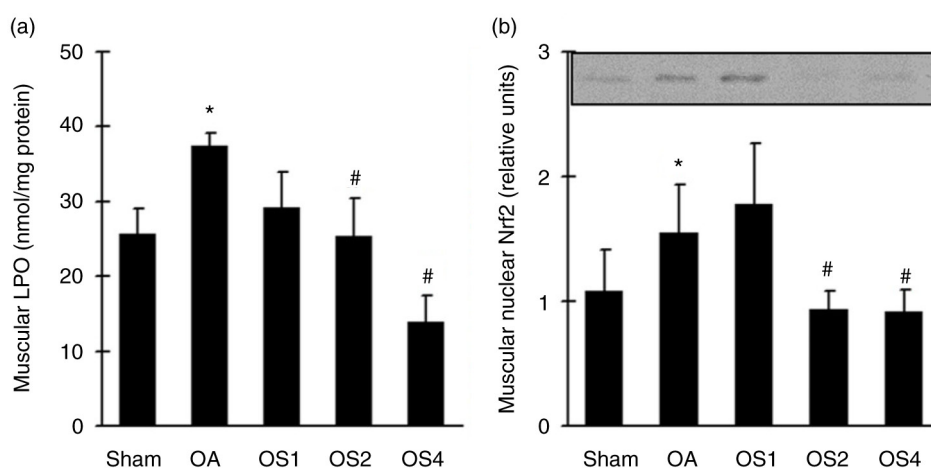 (a)
Muscular LPO (nmol/mg protein)
50
40
30
20
10
0
*
#
#
Sham OA OS1 OS2 OS4
(b)
Muscular nuclear Nrf2 (relative units)
3
2
1
0
*
#
#
Sham OA OS1 OS2 OS4